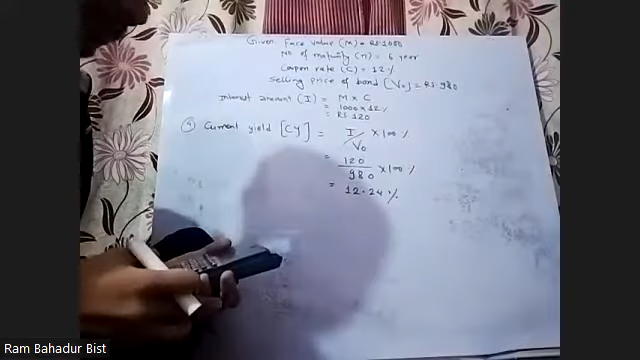 Given, Face value (M) = RS. 1000
No of maturity (n) = 6 year
Coupon rate (C) = 12%
Selling price of bond [V₀] = RS. 980
Interest amount (I) = M × C
= 1000 × 12%
= RS 120
Current yield [CY] = I / V₀ × 100%
= 120 / 980 × 100%
= 12.24%
Ram Bahadur Bist